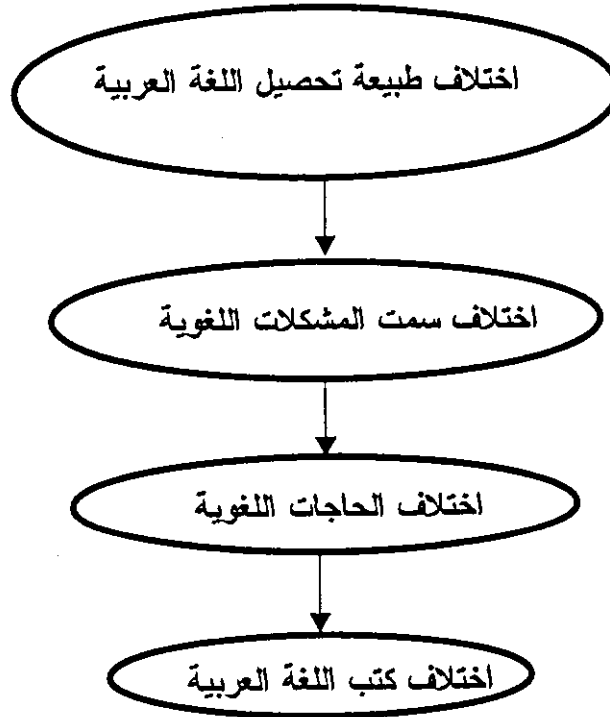 اختلاف طبيعة تحصيل اللغة العربية
اختلاف سمت المشكلات اللغوية
اختلاف الحاجات اللغوية
اختلاف كتب اللغة العربية